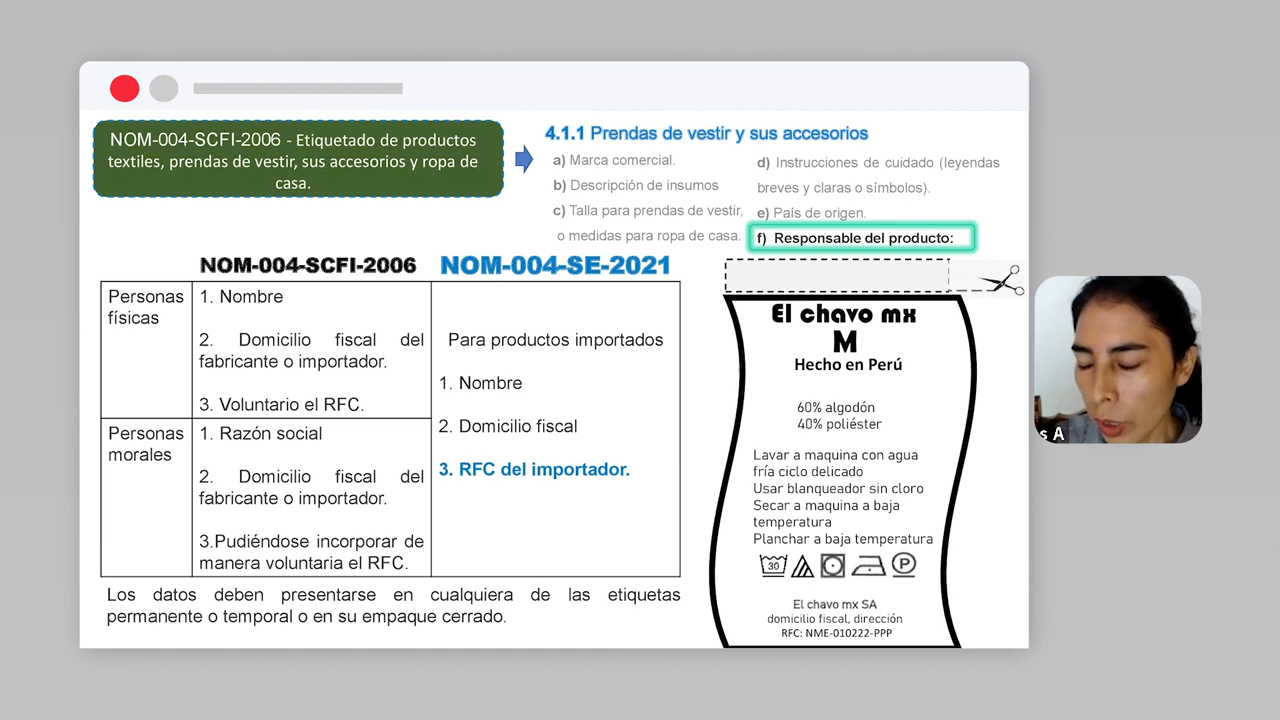 NOM-004-SCFI-2006 - Etiquetado de productos
textiles, prendas de vestir, sus accesorios y ropa de
casa.
4.1.1 Prendas de vestir y sus accesorios
a) Marca comercial.
b) Descripción de insumos
c) Talla para prendas de vestir,
o medidas para ropa de casa.
d) Instrucciones de cuidado (leyendas
breves y claras o símbolos).
e) País de origen.
f) Responsable del producto:
NOM-004-SCFI-2006
NOM-004-SE-2021
Personas
físicas
1. Nombre
2. Domicilio fiscal del
fabricante o importador.
3. Voluntario el RFC.
Personas
morales
1. Razón social
2. Domicilio fiscal del
fabricante o importador.
3.Pudiéndose incorporar de
manera voluntaria el RFC.
Para productos importados
1. Nombre
2. Domicilio fiscal
3. RFC del importador.
Los datos deben presentarse en cualquiera de las etiquetas
permanente o temporal o en su empaque cerrado.
El chavo mx
M
Hecho en Perú
60% algodón
40% poliéster
Lavar a maquina con agua
fría ciclo delicado
Usar blanqueador sin cloro
Secar a maquina a baja
temperatura
Planchar a baja temperatura
30
P
El chavo mx SA
domicilio fiscal, dirección
RFC: NME-010222-PPP
s A